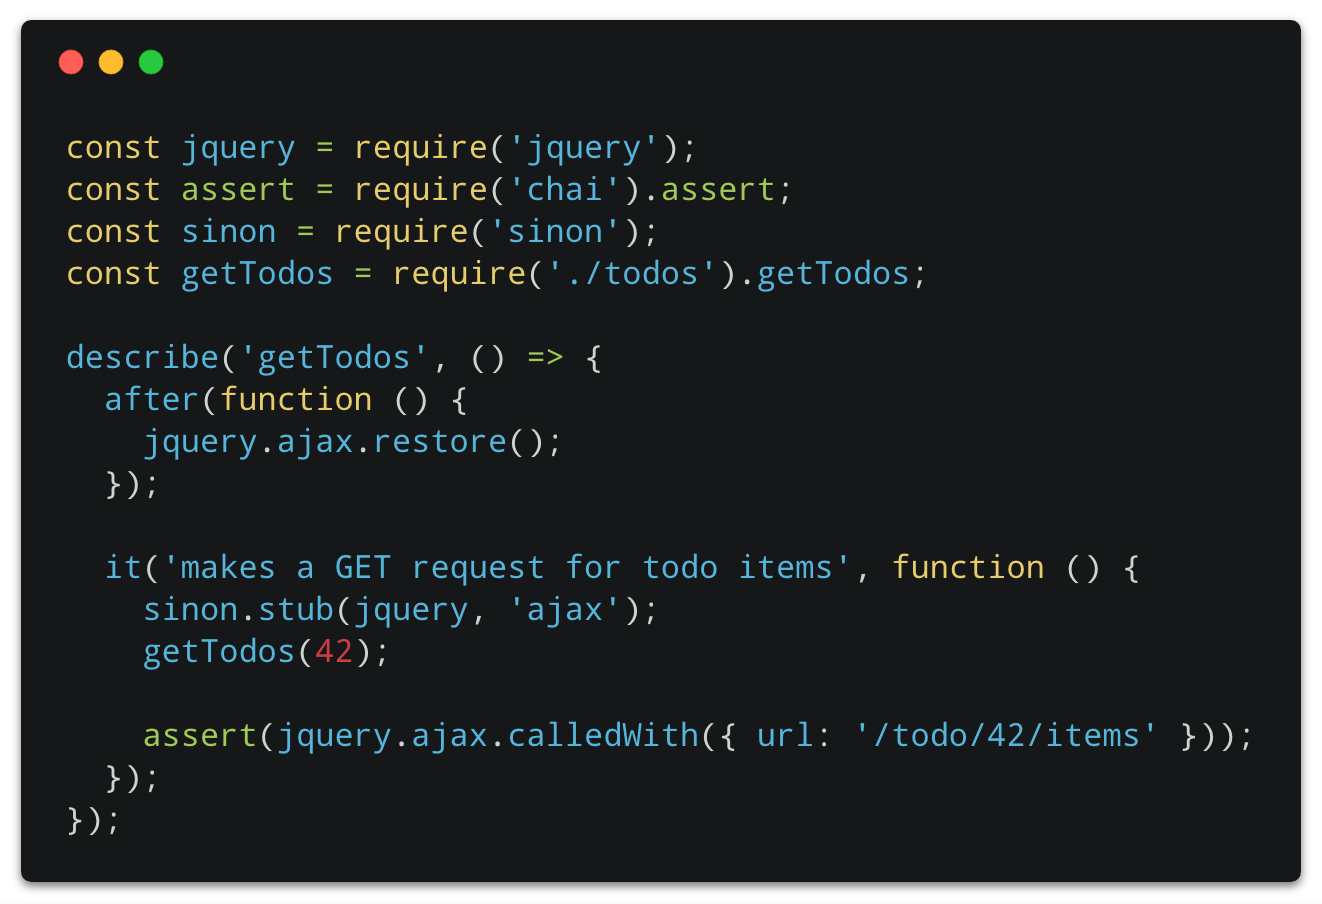 const jquery = require('jquery');
const assert = require('chai').assert;
const sinon = require('sinon');
const getTodos = require('./todos').getTodos;

describe('getTodos', () => {
  after(function () {
    jquery.ajax.restore();
  });

  it('makes a GET request for todo items', function () {
    sinon.stub(jquery, 'ajax');
    getTodos(42);

    assert(jquery.ajax.calledWith({ url: '/todo/42/items' }));
  });
});